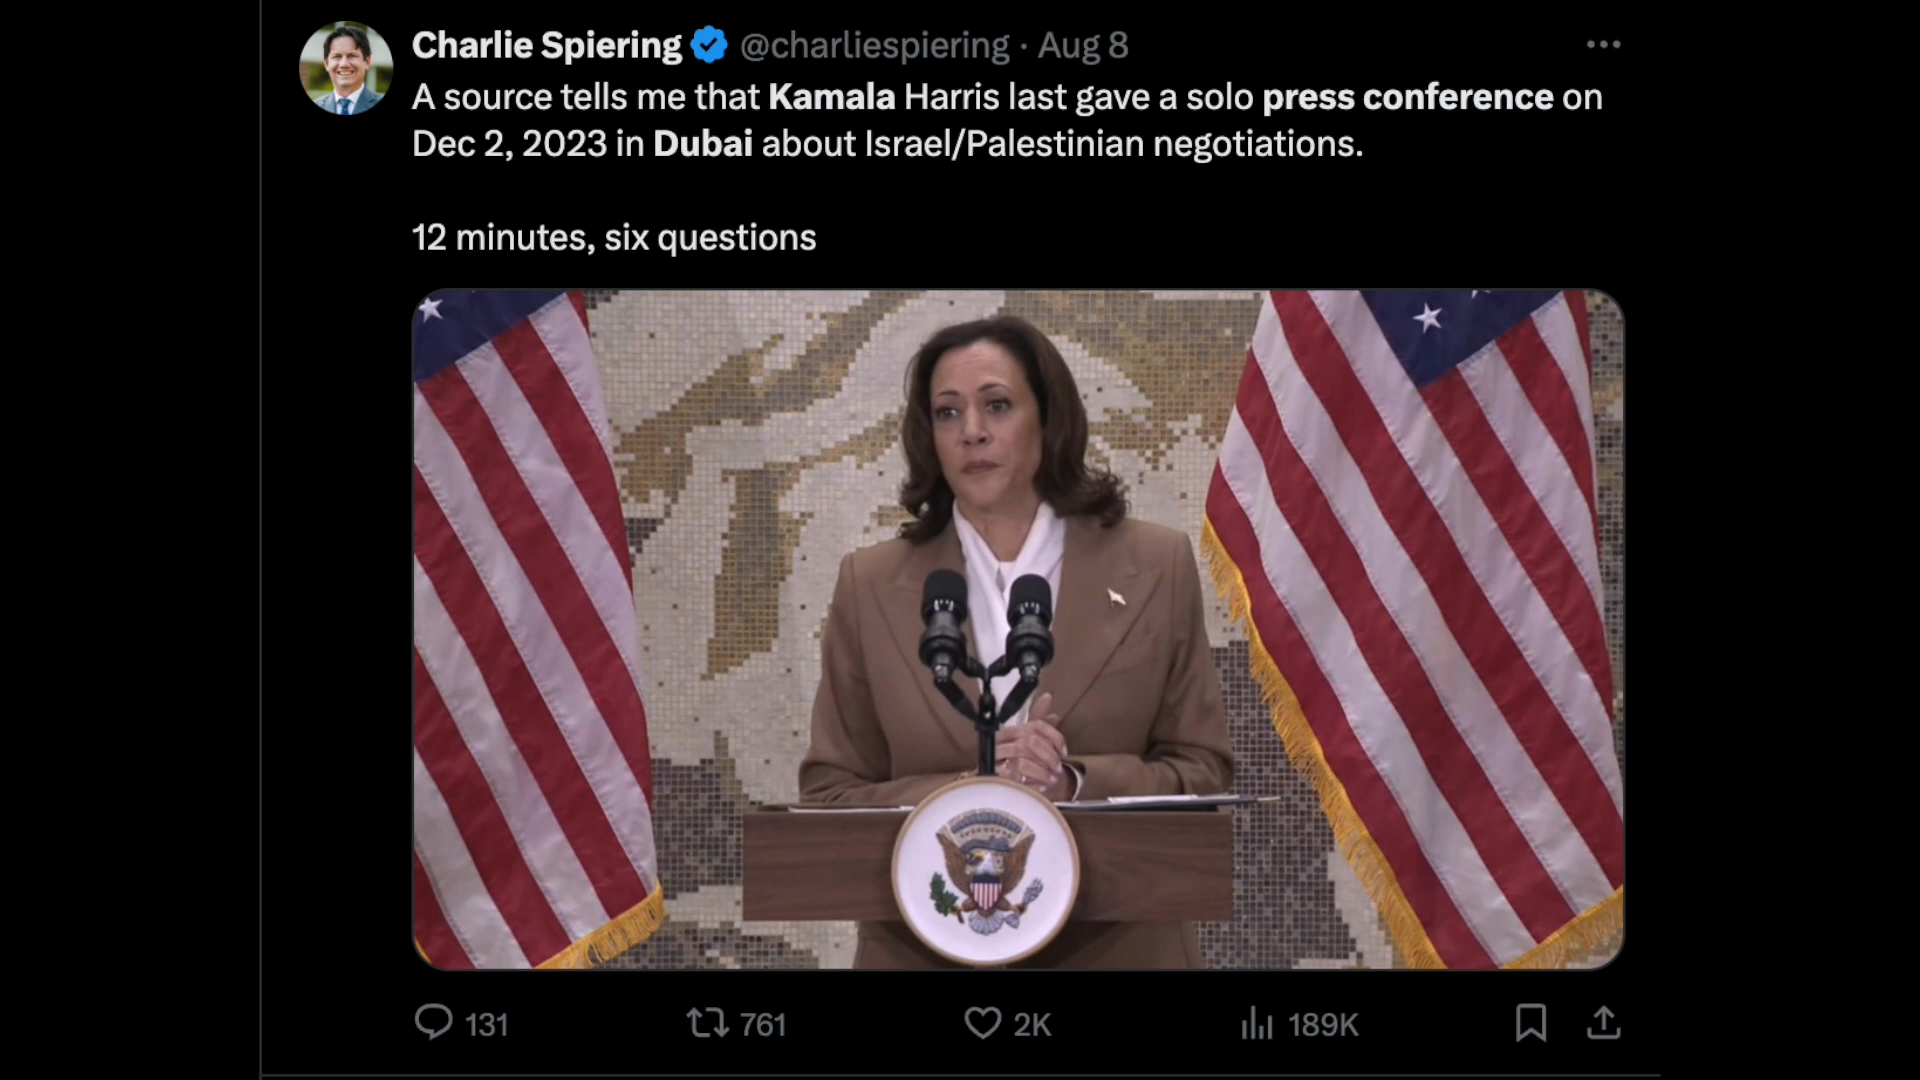 Charlie Spiering @charliespiering · Aug 8
A source tells me that Kamala Harris last gave a solo press conference on
Dec 2, 2023 in Dubai about Israel/Palestinian negotiations.
12 minutes, six questions
131 761 2K 189K